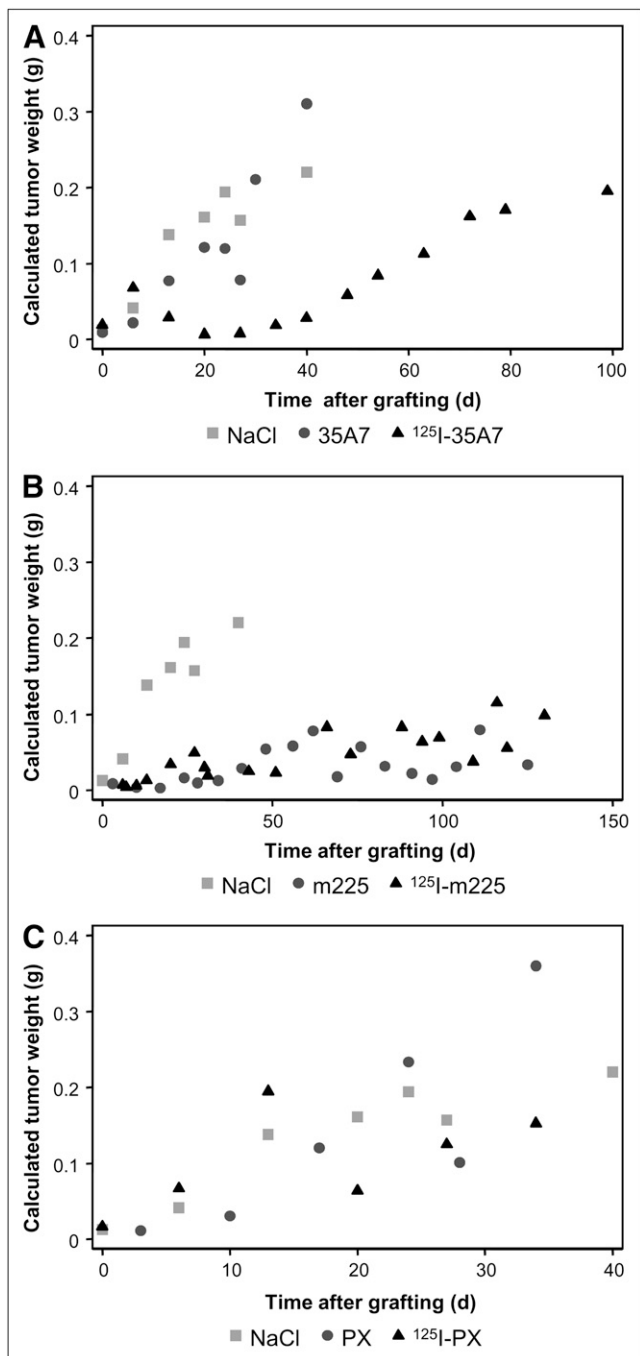 A
Calculated tumor weight (g)
0.4
0.3
0.2
0.1
0
0 20 40 60 80 100
Time after grafting (d)
NaCl 35A7 ¹²⁵I-35A7
B
Calculated tumor weight (g)
0.4
0.3
0.2
0.1
0
0 50 100 150
Time after grafting (d)
NaCl m225 ¹²⁵I-m225
C
Calculated tumor weight (g)
0.4
0.3
0.2
0.1
0
0 10 20 30 40
Time after grafting (d)
NaCl PX ¹²⁵I-PX